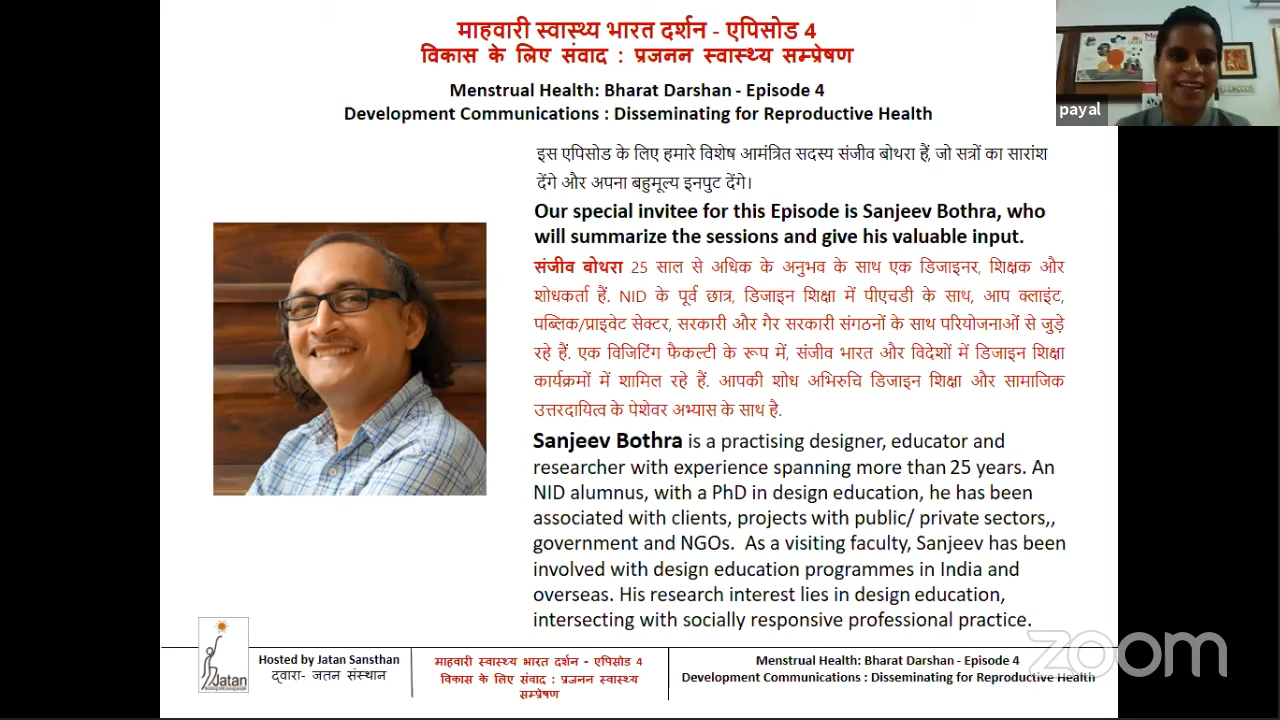 माहवारी स्वास्थ्य भारत दर्शन - एपिसोड 4
विकास के लिए संवाद : प्रजनन स्वास्थ्य सम्प्रेषण
Menstrual Health: Bharat Darshan - Episode 4
Development Communications : Disseminating for Reproductive Health
payal
इस एपिसोड के लिए हमारे विशेष आमंत्रित सदस्य संजीव बोथरा हैं, जो सत्रों का सारांश
देंगे और अपना बहुमूल्य इनपुट देंगे।
Our special invitee for this Episode is Sanjeev Bothra, who
will summarize the sessions and give his valuable input.
संजीव बोथरा 25 साल से अधिक के अनुभव के साथ एक डिजाइनर, शिक्षक और
शोधकर्ता हैं. NID के पूर्व छात्र, डिजाइन शिक्षा में पीएचडी के साथ, आप क्लाइंट,
पब्लिक/प्राइवेट सेक्टर, सरकारी और गैर सरकारी संगठनों के साथ परियोजनाओं से जुड़े
रहे हैं. एक विजिटिंग फैकल्टी के रूप में, संजीव भारत और विदेशों में डिजाइन शिक्षा
कार्यक्रमों में शामिल रहे हैं. आपकी शोध अभिरुचि डिजाइन शिक्षा और सामाजिक
उत्तरदायित्व के पेशेवर अभ्यास के साथ है.
Sanjeev Bothra is a practising designer, educator and
researcher with experience spanning more than 25 years. An
NID alumnus, with a PhD in design education, he has been
associated with clients, projects with public/ private sectors,,
government and NGOs. As a visiting faculty, Sanjeev has been
involved with design education programmes in India and
overseas. His research interest lies in design education,
intersecting with socially responsive professional practice.
zoom
Jatan
Hosted by Jatan Sansthan
द्वारा- जतन संस्थान
माहवारी स्वास्थ्य भारत दर्शन - एपिसोड 4
विकास के लिए संवाद : प्रजनन स्वास्थ्य
सम्प्रेषण
Menstrual Health: Bharat Darshan - Episode 4
Development Communications : Disseminating for Reproductive Health